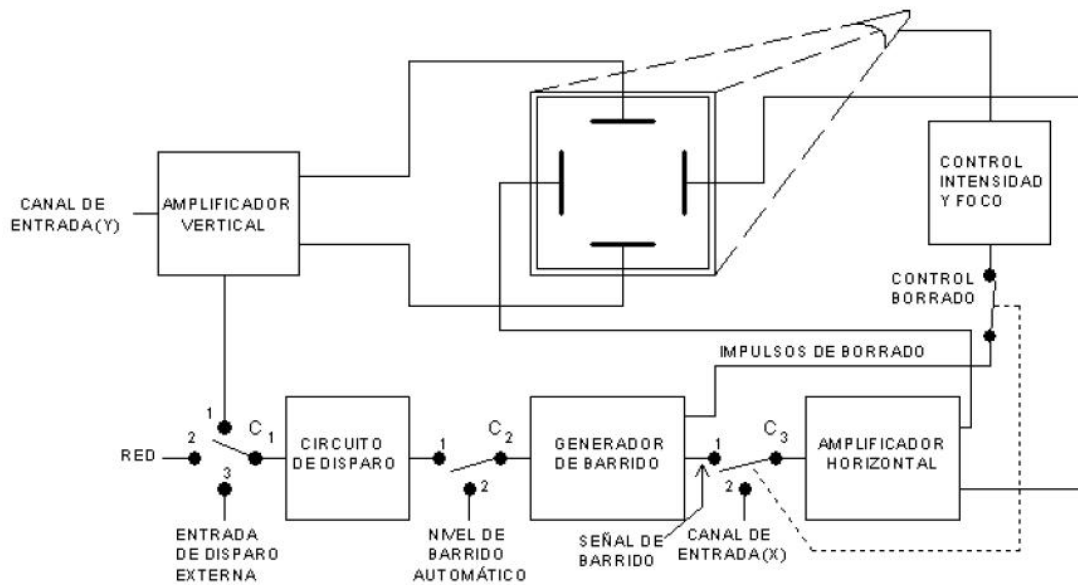 CANAL DE
ENTRADA(Y)
AMPLIFICADOR
VERTICAL
CONTROL
INTENSIDAD
Y FOCO
CONTROL
BORRADO
IMPULSOS DE BORRADO
RED
1
2
3
C1
ENTRADA
DE DISPARO
EXTERNA
CIRCUITO
DE DISPARO
1
2
C2
NIVEL DE
BARRIDO
AUTOMÁTICO
GENERADOR
DE BARRIDO
SEÑAL DE
BARRIDO
1
2
C3
CANAL DE
ENTRADA(X)
AMPLIFICADOR
HORIZONTAL